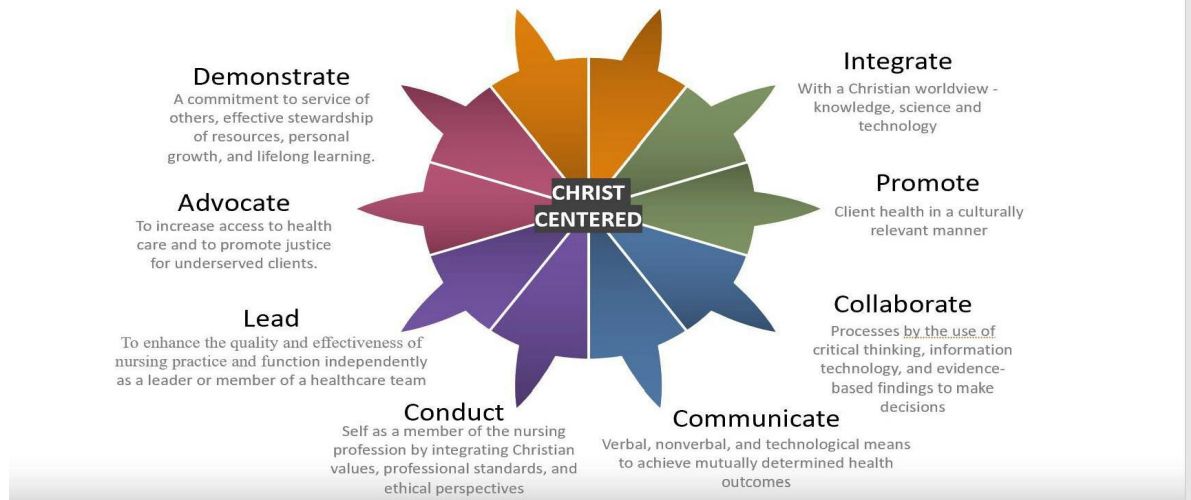 Demonstrate
A commitment to service of
others, effective stewardship
of resources, personal
growth, and lifelong learning.
Advocate
To increase access to health
care and to promote justice
for underserved clients.
Lead
To enhance the quality and effectiveness of
nursing practice and function independently
as a leader or member of a healthcare team
Conduct
Self as a member of the nursing
profession by integrating Christian
values, professional standards, and
ethical perspectives
CHRIST
CENTERED
Integrate
With a Christian worldview -
knowledge, science and
technology
Promote
Client health in a culturally
relevant manner
Collaborate
Processes by the use of
critical thinking, information
technology, and evidence-
based findings to make
decisions
Communicate
Verbal, nonverbal, and technological means
to achieve mutually determined health
outcomes